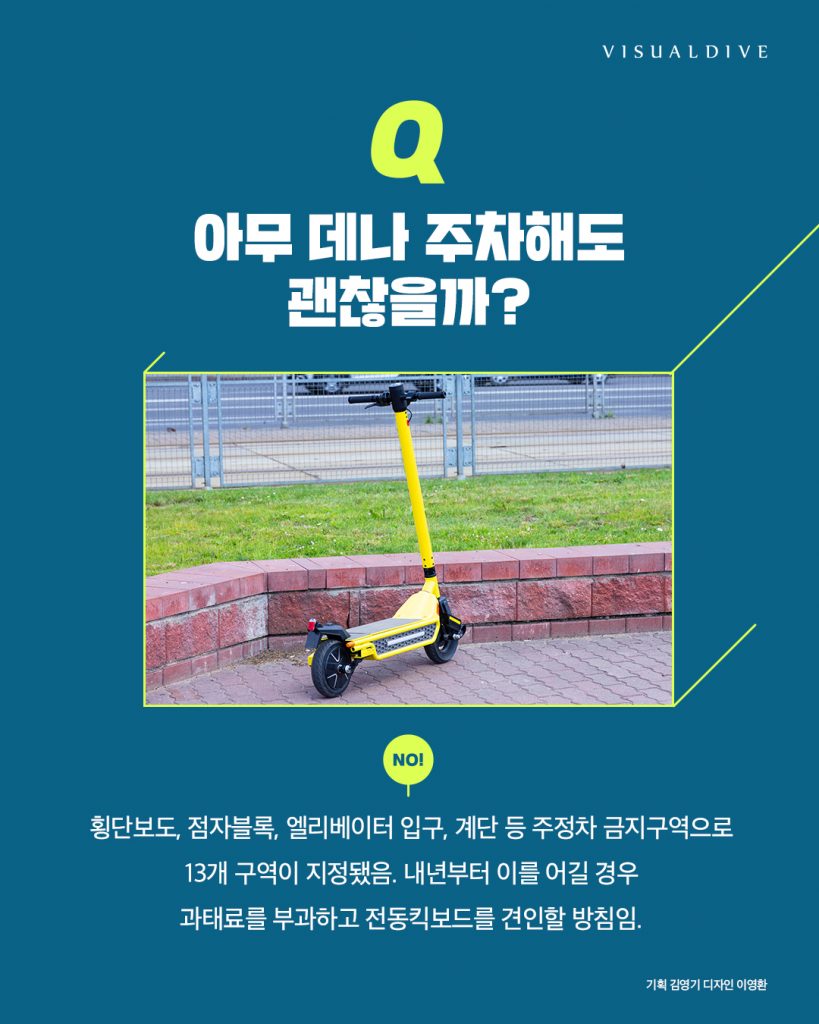 VISUALDIVE
Q
아무 데나 주차해도
괜찮을까?
NO!
횡단보도, 점자블록, 엘리베이터 입구, 계단 등 주정차 금지구역으로
13개 구역이 지정됐음. 내년부터 이를 어길 경우
과태료를 부과하고 전동킥보드를 견인할 방침임.
기획 김영기 디자인 이영환